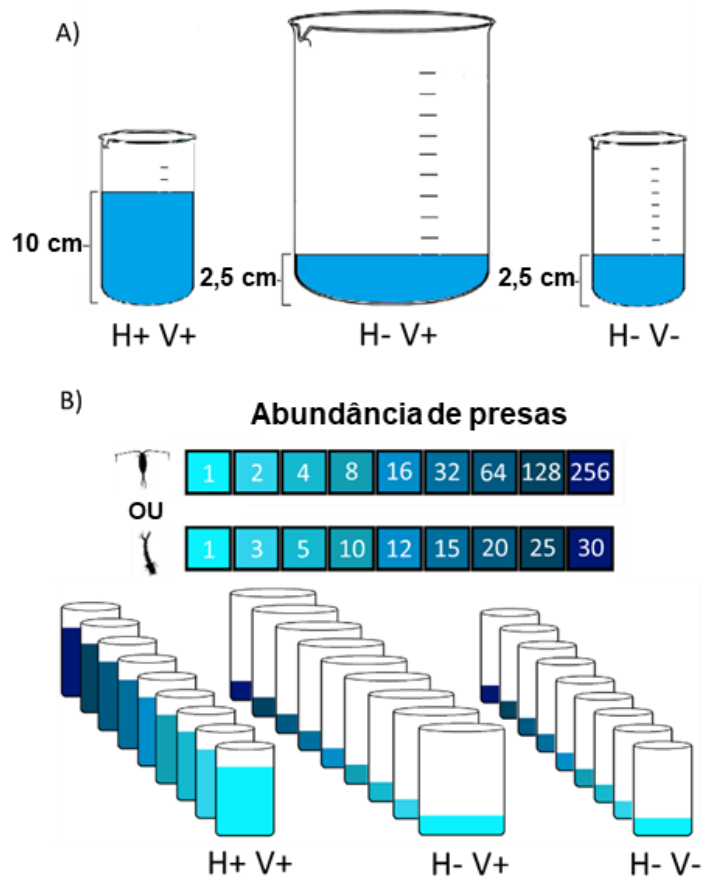 A)
10 cm
2,5 cm
2,5 cm
H+ V+
H- V+
H- V-
B)
Abundância de presas
1 2 4 8 16 32 64 128 256
OU
1 3 5 10 12 15 20 25 30
H+ V+
H- V+
H- V-